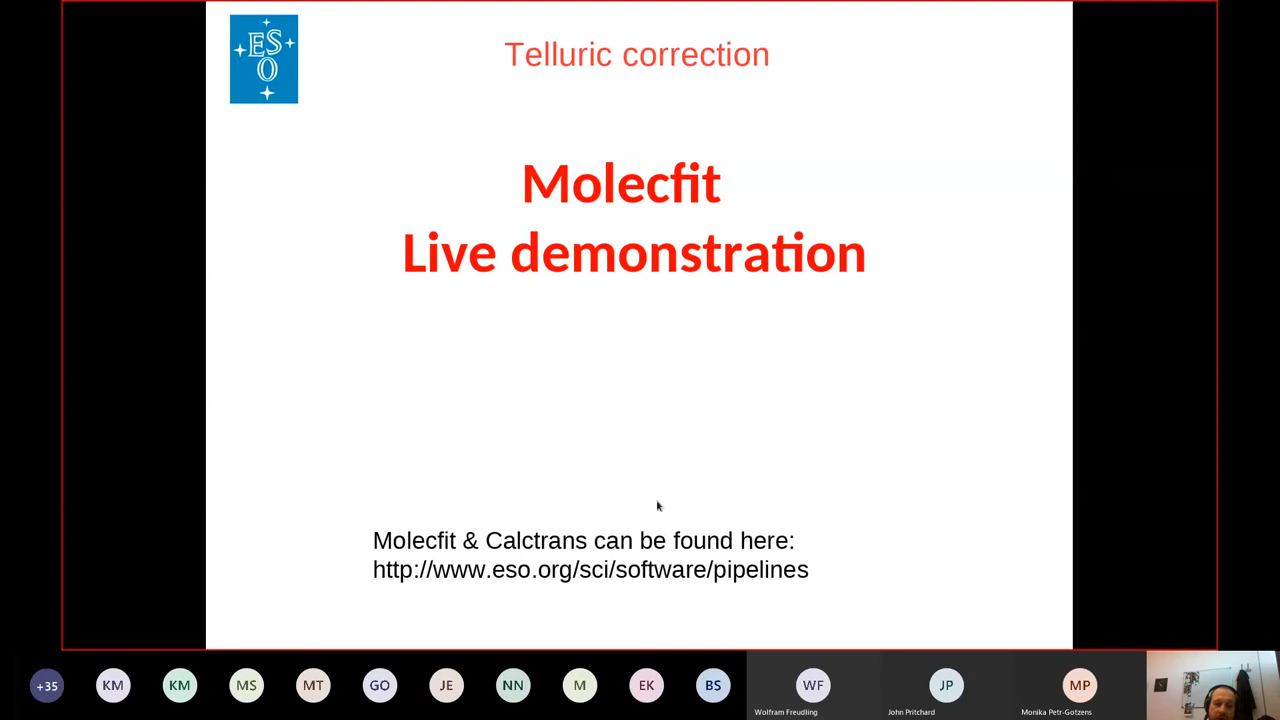 ESO
Telluric correction
Molecfit
Live demonstration
Molecfit & Calctrans can be found here:
http://www.eso.org/sci/software/pipelines
+35
KM
KM
MS
MT
GO
JE
NN
M
EK
BS
WF
Wolfram Freudling
JP
John Pritchard
MP
Monika Petr-Gotzens